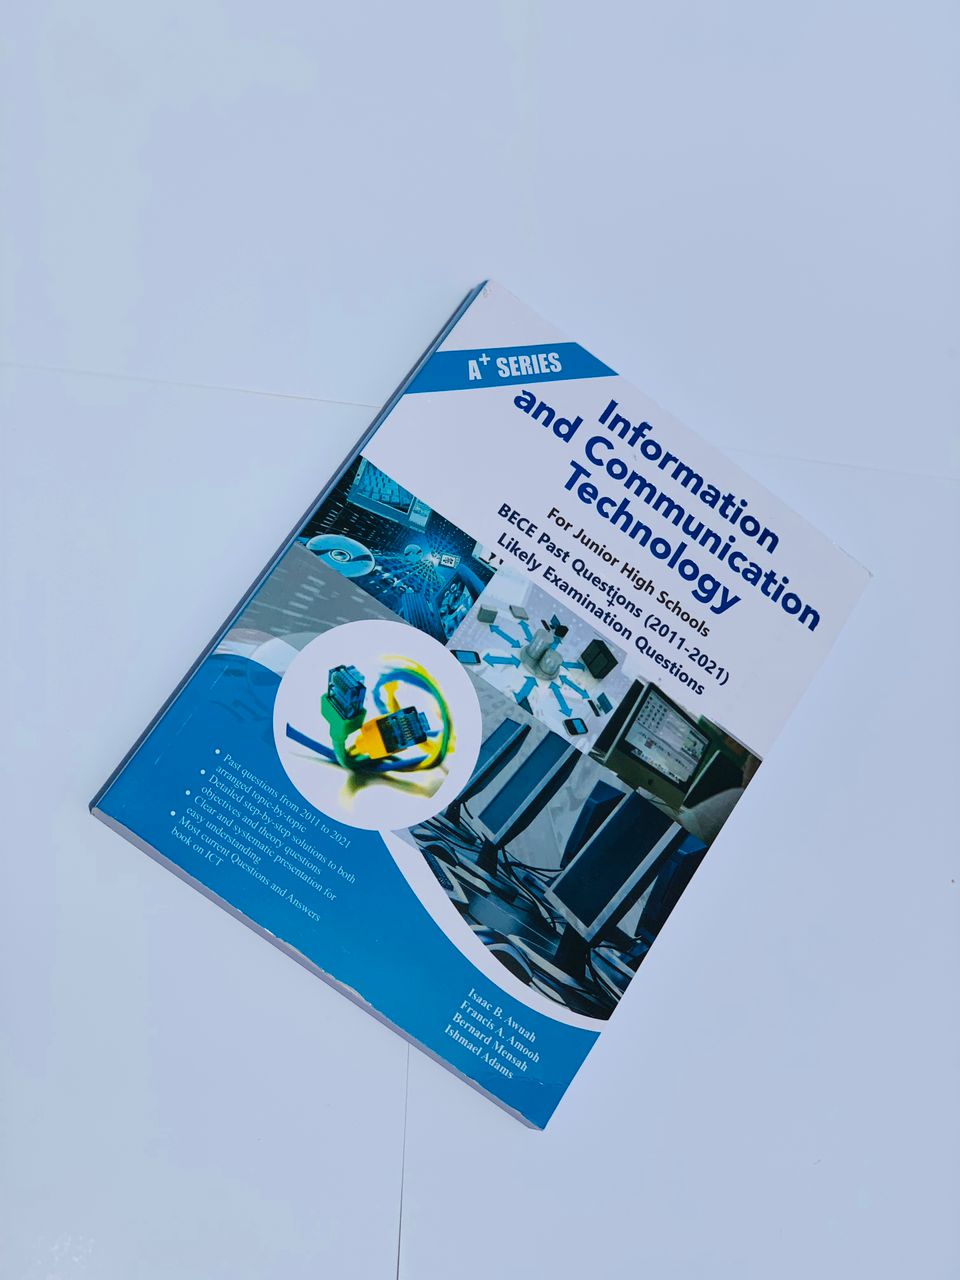 A+ SERIES
Information
and Communication
Technology
For Junior High Schools
BECE Past Questions (2011-2021)
+
Likely Examination Questions
• Past questions from 2011 to 2021
arranged topic-by-topic
• Detailed step-by-step solutions to both
objectives and theory questions
• Clear and systematic presentation for
easy understanding
• Most current Questions and Answers
book on ICT
Isaac B. Awuah
Francis A. Amooh
Bernard Mensah
Ishmael Adams